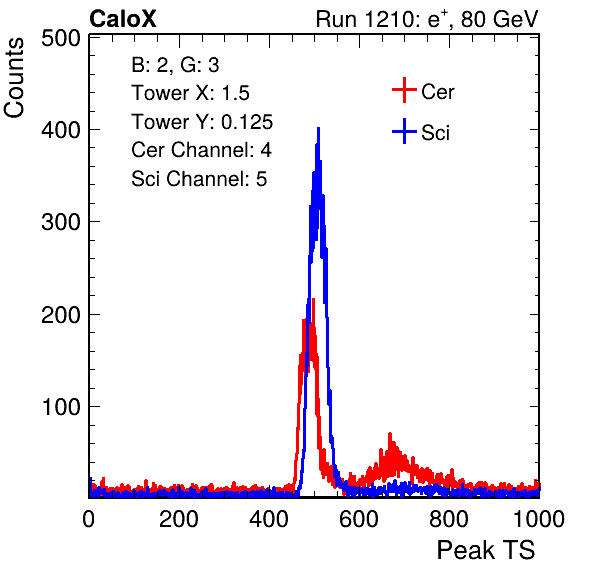 CaloX Run 1210: e+, 80 GeV
500
400
300
200
100
Counts
B: 2, G: 3
Tower X: 1.5
Tower Y: 0.125
Cer Channel: 4
Sci Channel: 5
Cer
Sci
0 200 400 600 800 1000
Peak TS